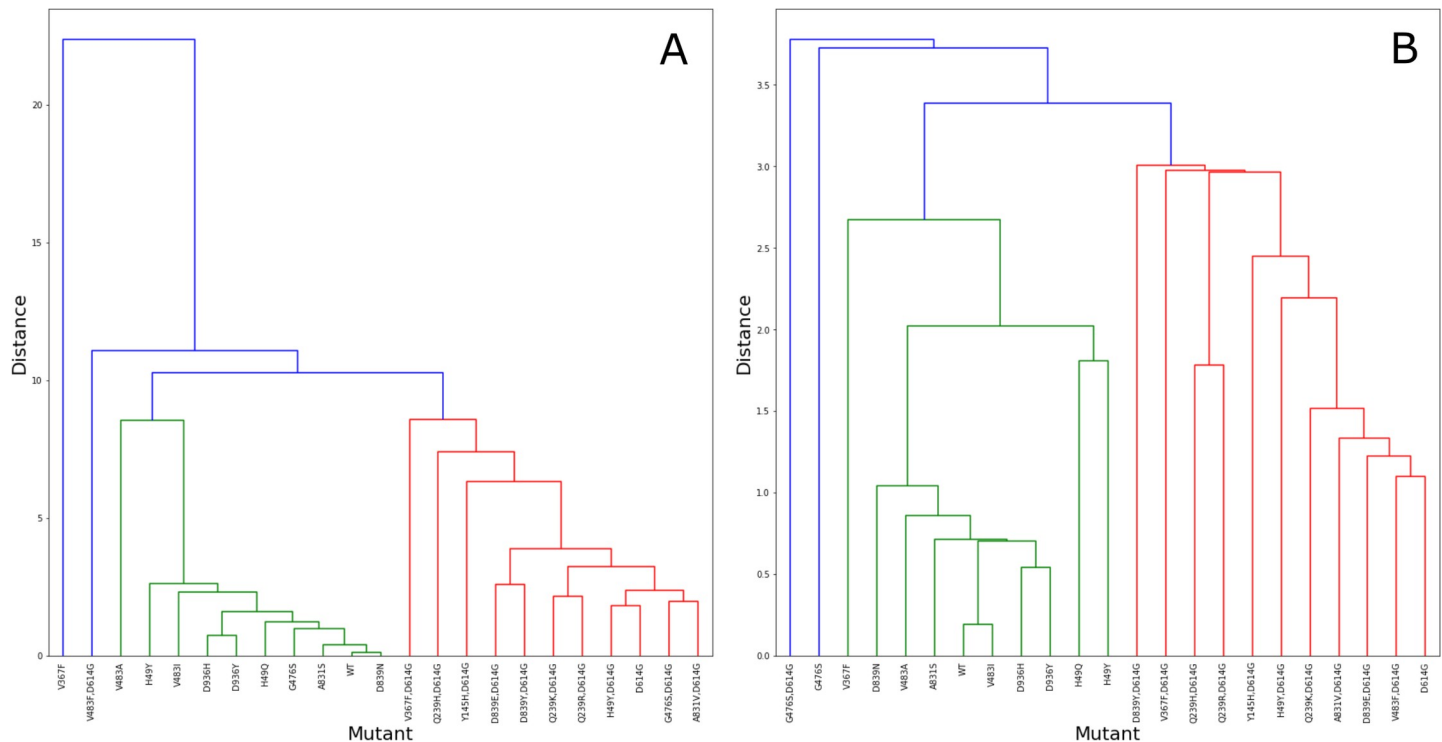 A
20
15
10
5
0
Distance
V367F
V483F,D614G
V483A
H49Y
V483I
D936H
D936Y
H49Q
G476S
A831S
WT
D839N
V367F,D614G
Q239H,D614G
Y145H,D614G
D839E,D614G
D839Y,D614G
Q239K,D614G
Q239R,D614G
H49Y,D614G
D614G
G476S,D614G
A831V,D614G
Mutant
B
3.5
3.0
2.5
2.0
1.5
1.0
0.5
0.0
Distance
G476S,D614G
G476S
V367F
D839N
V483A
A831S
WT
V483I
D936H
D936Y
H49Q
H49Y
D839Y,D614G
V367F,D614G
Q239H,D614G
Q239R,D614G
Y145H,D614G
H49Y,D614G
Q239K,D614G
A831V,D614G
D839E,D614G
V483F,D614G
D614G
Mutant